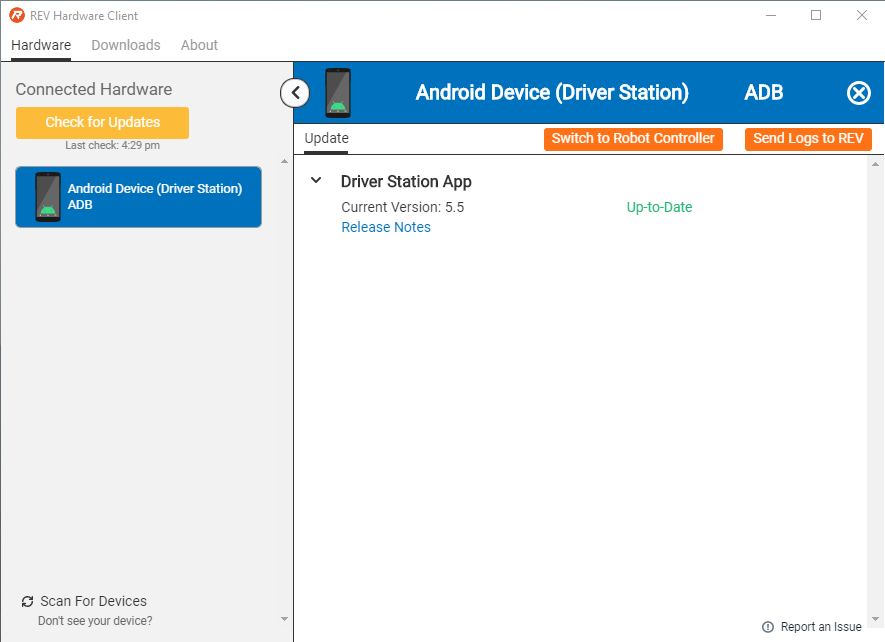 REV Hardware Client
Hardware Downloads About
Connected Hardware
Check for Updates
Last check: 4:29 pm
Android Device (Driver Station)
ADB
Scan For Devices
Don't see your device?
Android Device (Driver Station) ADB
Update Switch to Robot Controller Send Logs to REV
Driver Station App
Current Version: 5.5 Up-to-Date
Release Notes
Report an Issue